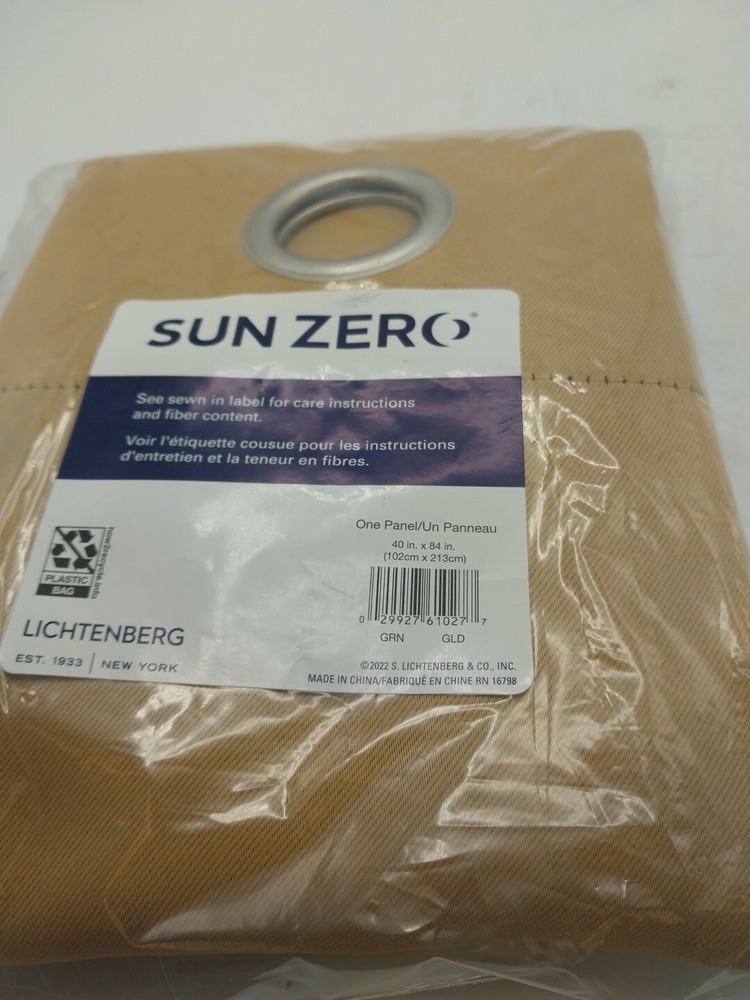 SUN ZERO®
See sewn in label for care instructions
and fiber content.
Voir l'étiquette cousue pour les instructions
d'entretien et la teneur en fibres.
One Panel/Un Panneau
40 in. x 84 in.
(102cm x 213cm)
how2recycle.info
PLASTIC
BAG
0 29927 61027 7
GRN GLD
LICHTENBERG
EST. 1933 | NEW YORK
©2022 S. LICHTENBERG & CO., INC.
MADE IN CHINA/FABRIQUÉ EN CHINE RN 16798